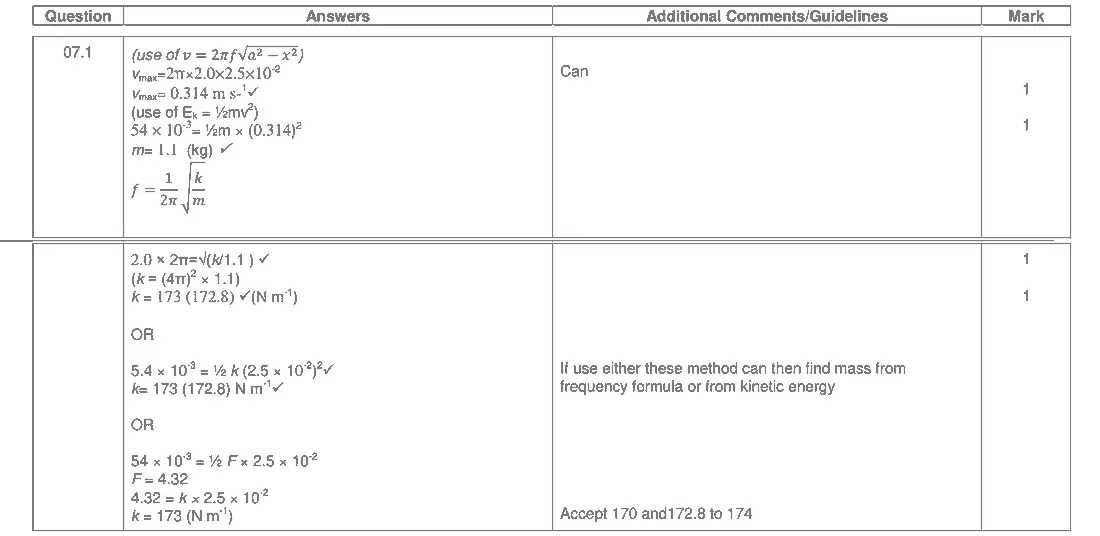 Question Answers Additional Comments/Guidelines Mark
07.1 (use of v = 2πf√a² − x²)
vmax=2π×2.0×2.5×10⁻²
Can
vmax= 0.314 m s-¹✓ 1
(use of Eₖ = ½mv²)
54 × 10⁻³= ½m × (0.314)² 1
m= 1.1 (kg) ✓
f = 1/2π √k/m
2.0 × 2π=√(k/1.1 ) ✓ 1
(k = (4π)² × 1.1)
k = 173 (172.8) ✓(N m⁻¹) 1
OR
5.4 × 10⁻³ = ½ k (2.5 × 10⁻²)²✓ If use either these method can then find mass from
k= 173 (172.8) N m⁻¹✓ frequency formula or from kinetic energy
OR
54 × 10⁻³ = ½ F × 2.5 × 10⁻²
F = 4.32
4.32 = k × 2.5 × 10⁻²
k = 173 (N m⁻¹) Accept 170 and172.8 to 174